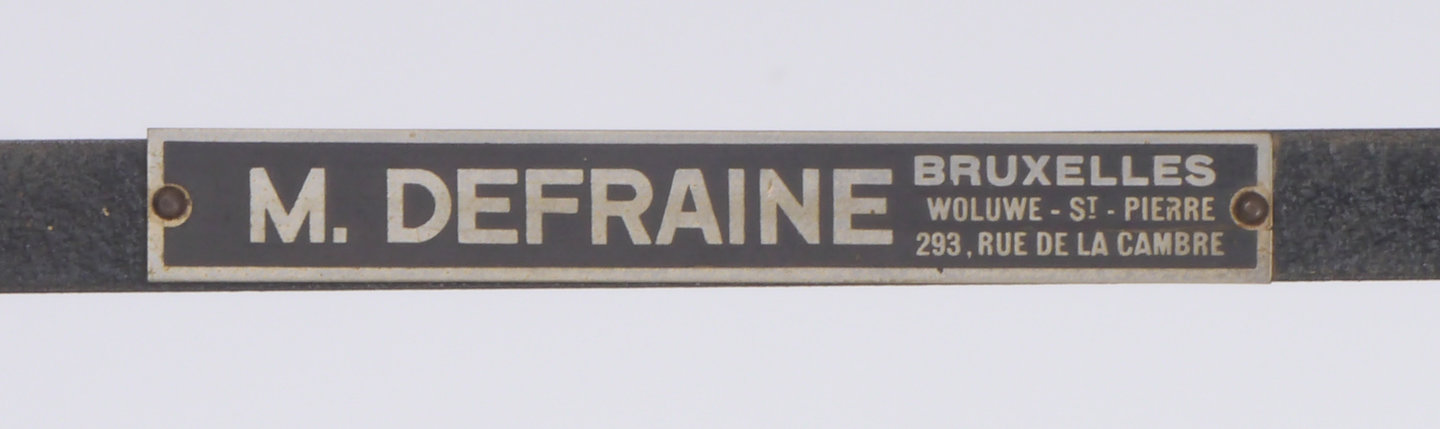 M. DEFRAINE
BRUXELLES
WOLUWE - ST - PIERRE
293, RUE DE LA CAMBRE